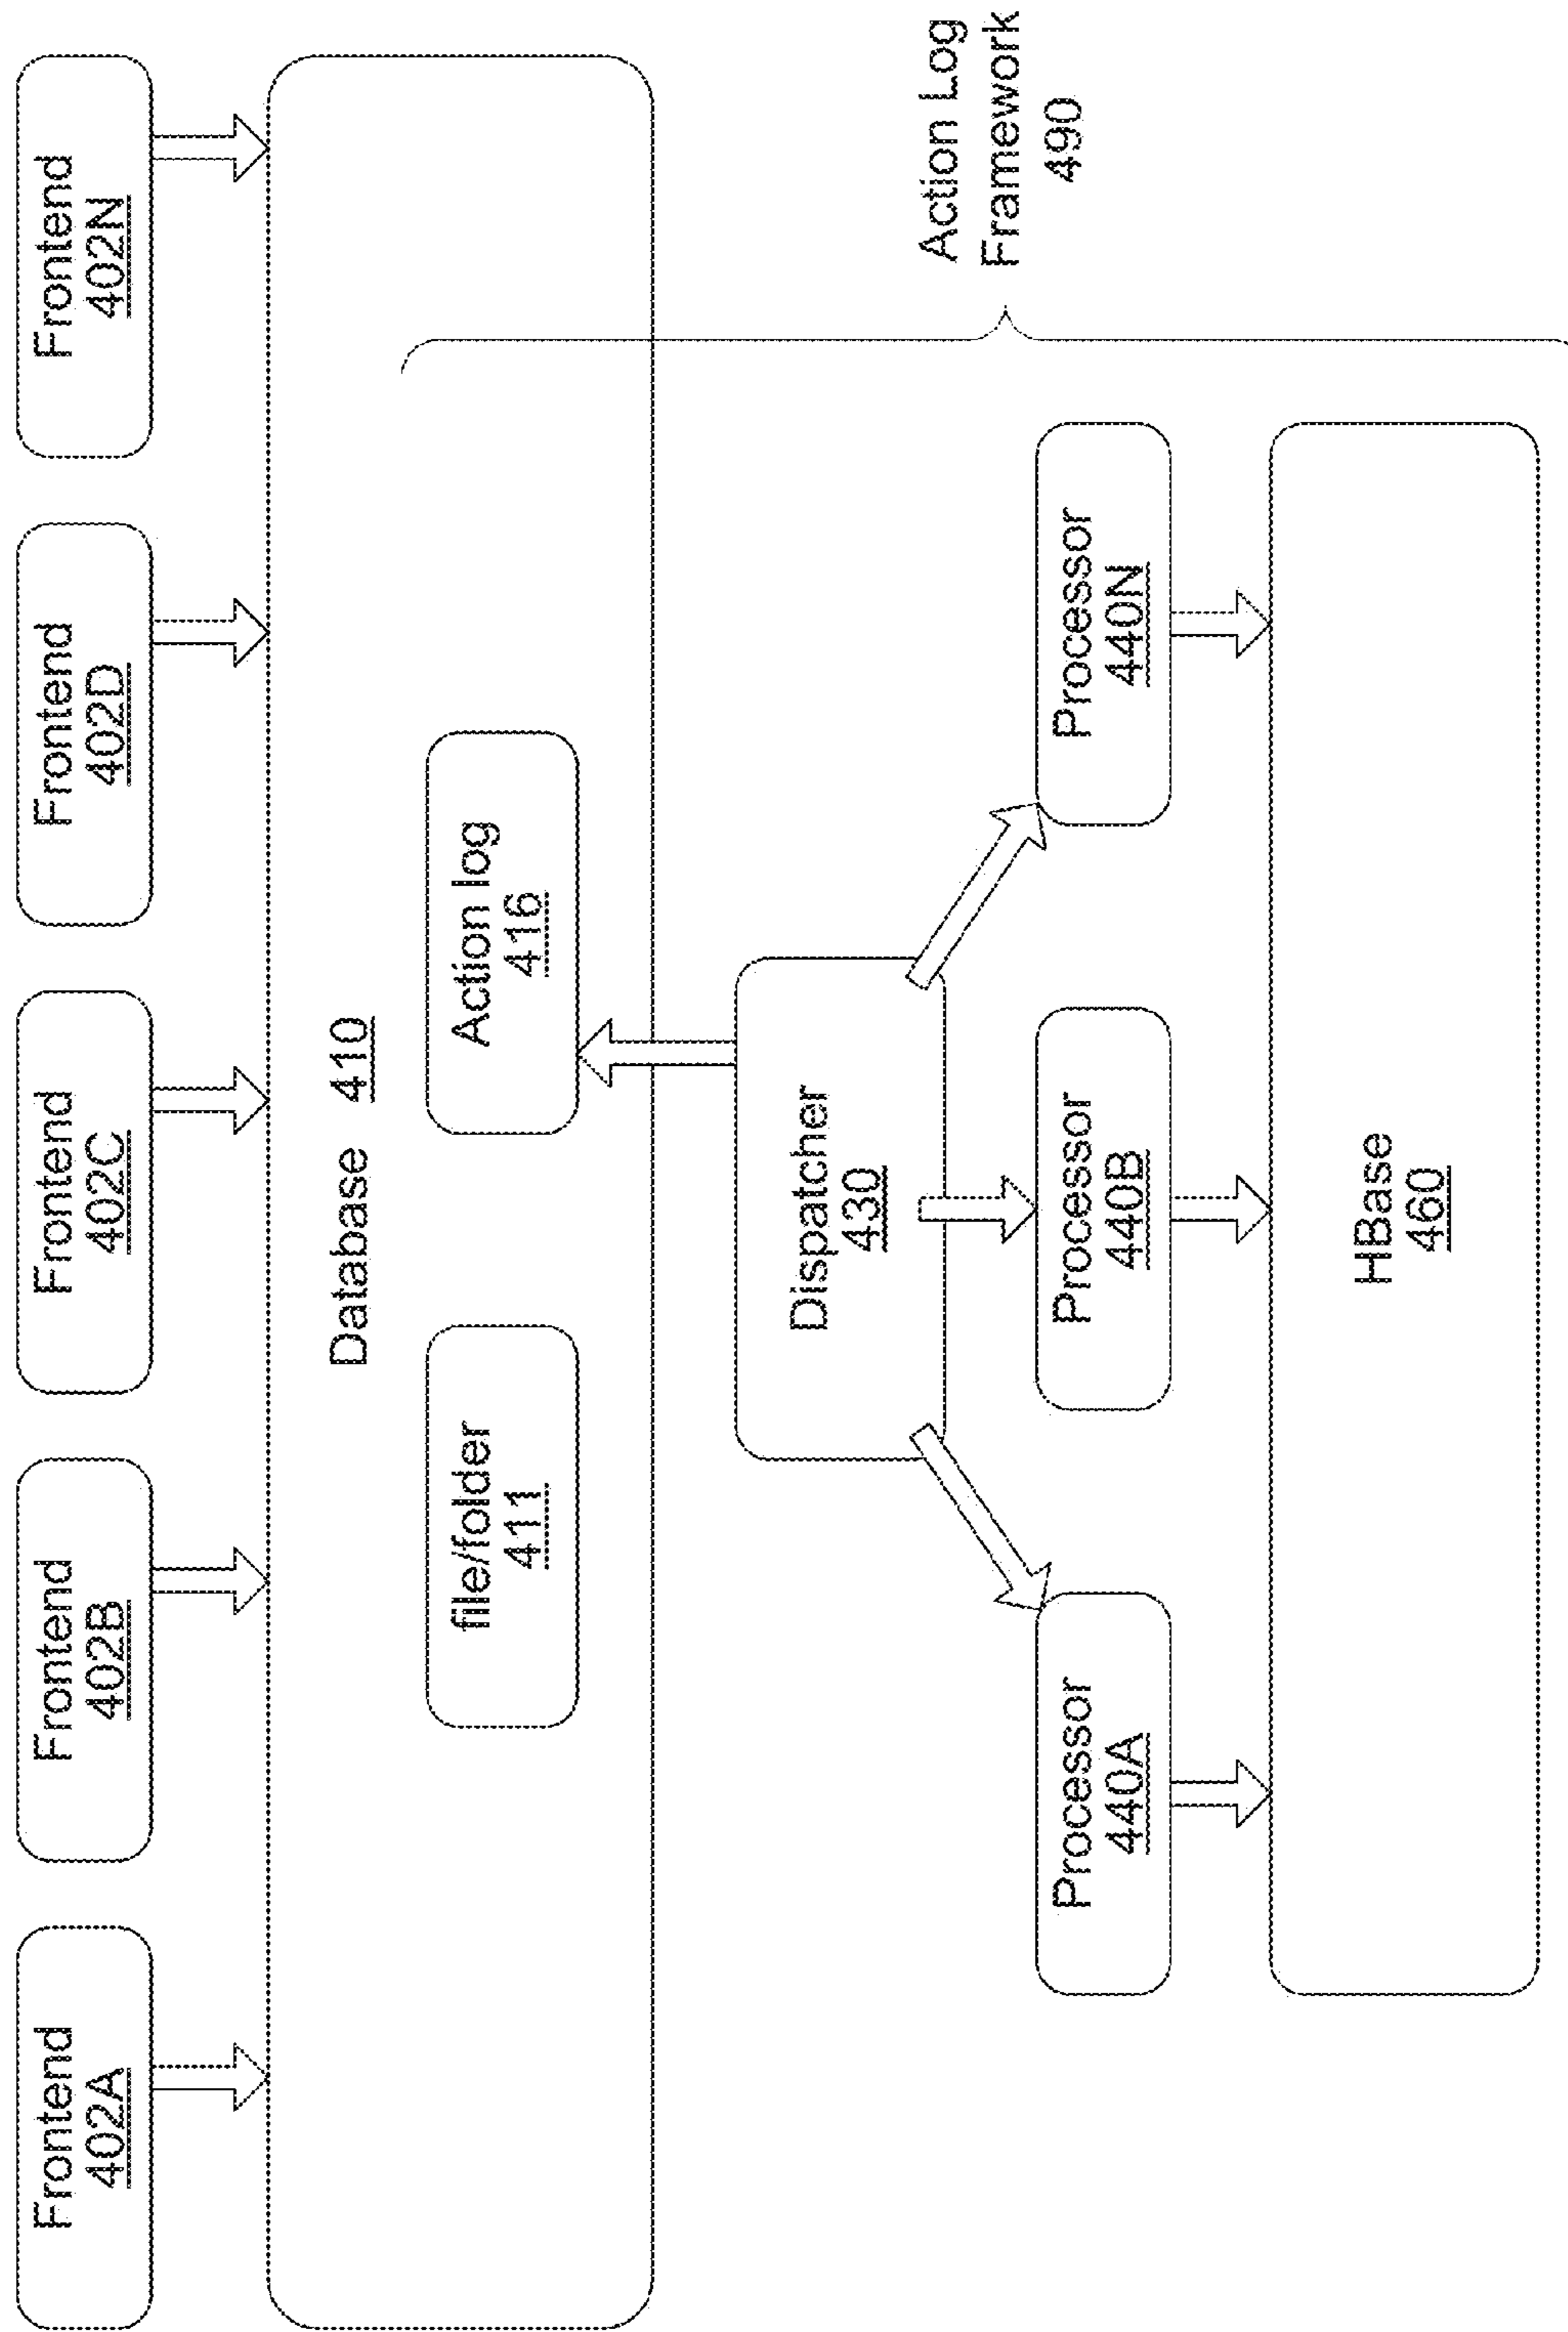 Frontend
402A
Frontend
402B
Frontend
402C
Frontend
402D
Frontend
402N
Database 410
file/folder
411
Action log
416
Dispatcher
430
Action Log
Framework
490
Processor
440A
Processor
440B
Processor
440N
HBase
460